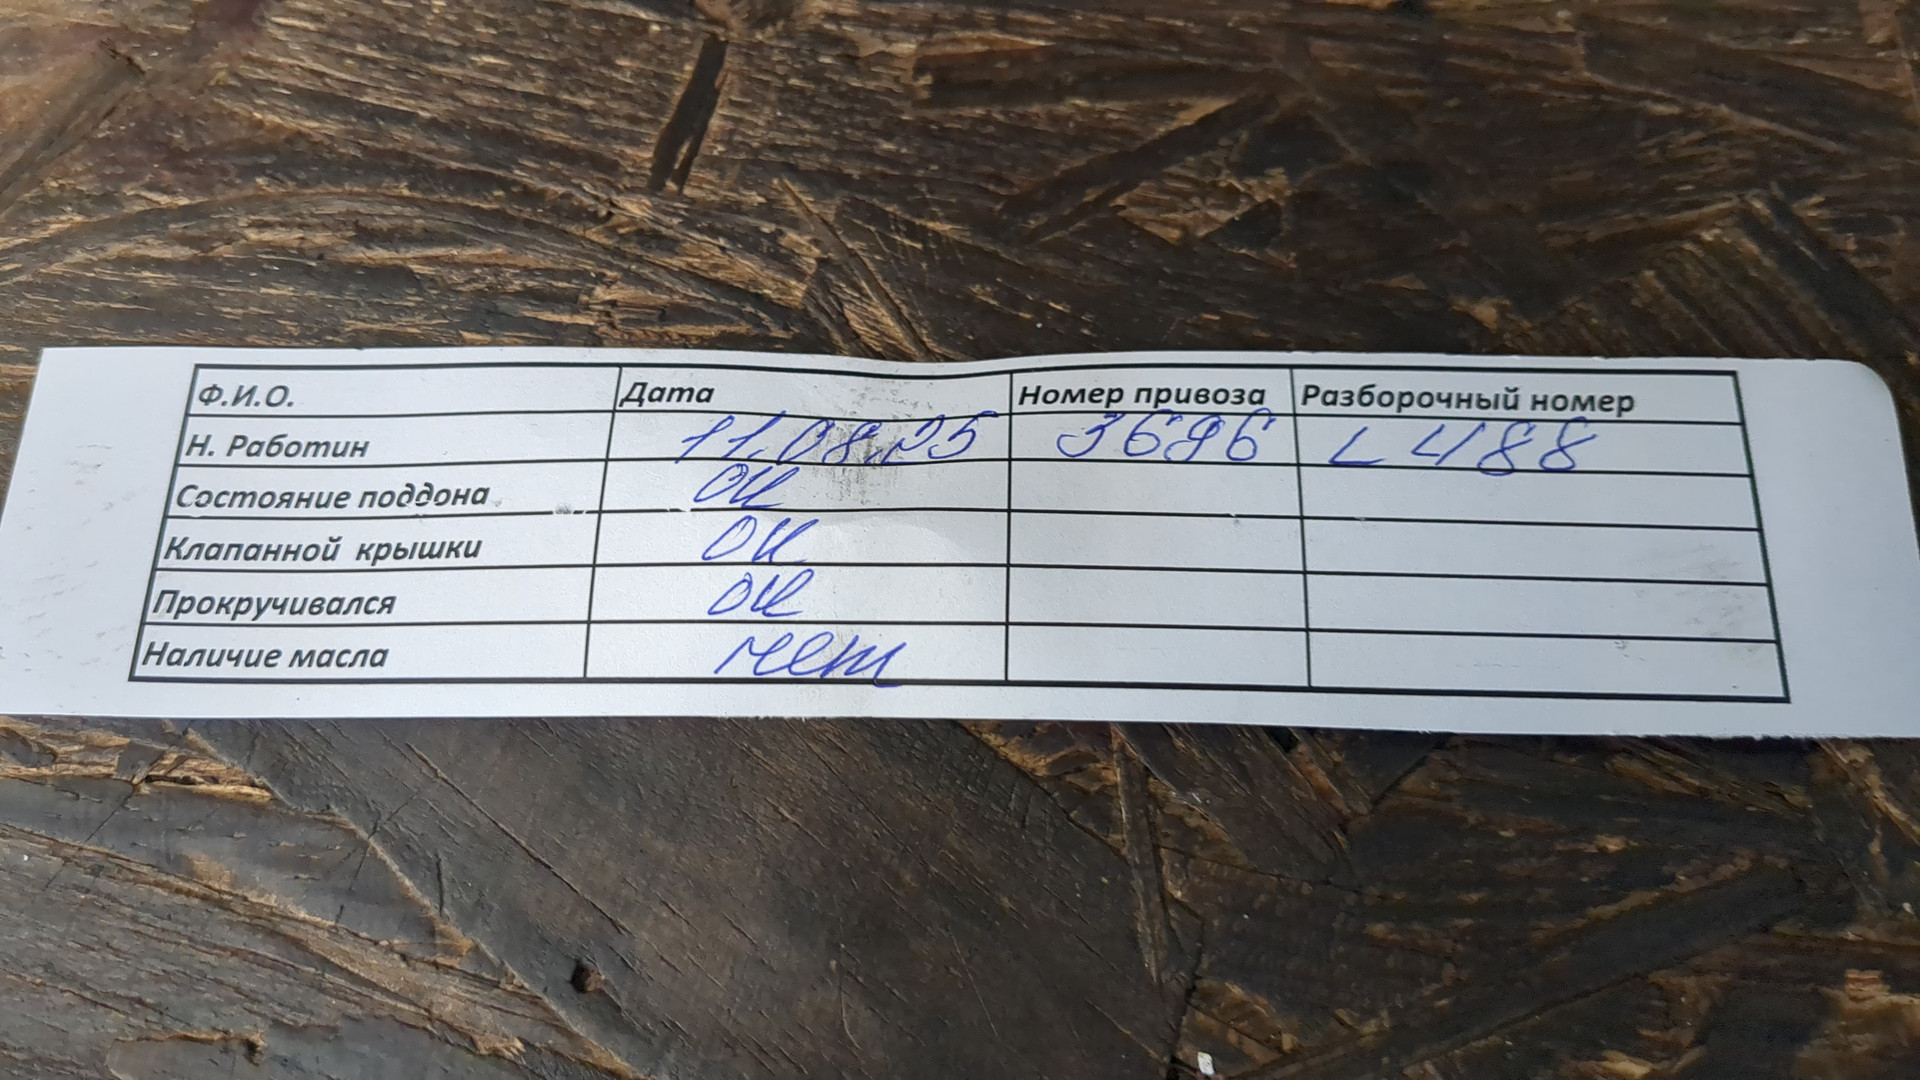 Ф.И.О. Дата Номер привоза Разборочный номер
Н. Работин 11.08.25 3696 L 488
Состояние поддона ок
Клапанной крышки ок
Прокручивался ок
Наличие масла нет